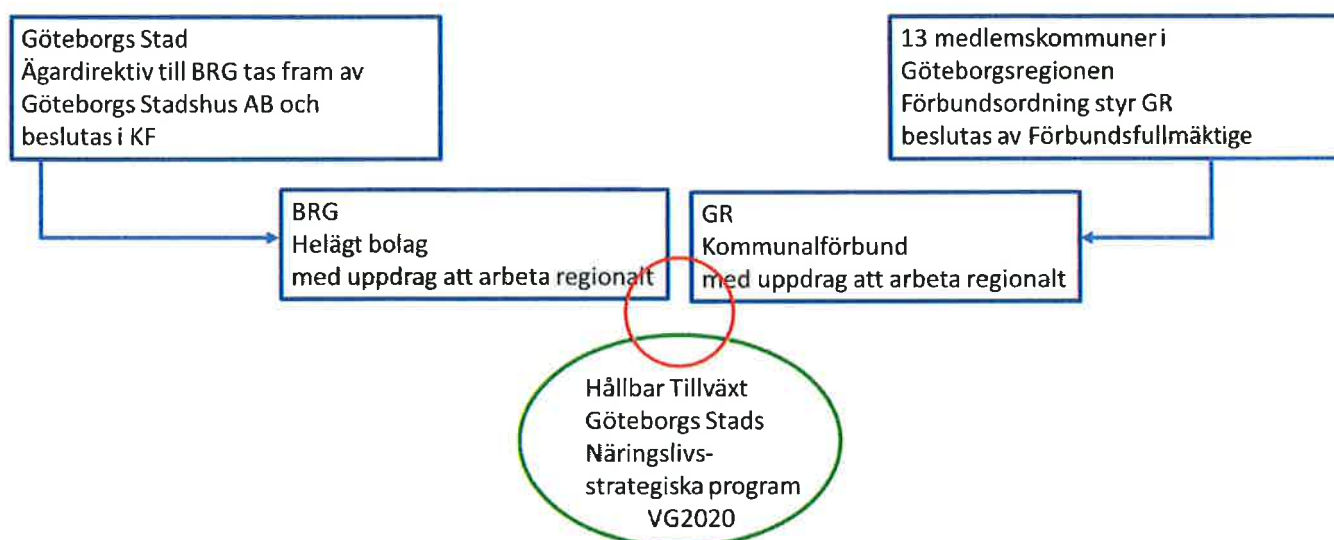 Göteborgs Stad
Ägardirektiv till BRG tas fram av
Göteborgs Stadshus AB och
beslutas i KF
13 medlemskommuner i
Göteborgsregionen
Förbundsordning styr GR
beslutas av Förbundsfullmäktige
BRG
Helägt bolag
med uppdrag att arbeta regionalt
GR
Kommunalförbund
med uppdrag att arbeta regionalt
Hållbar Tillväxt
Göteborgs Stads
Näringslivs-
strategiska program
VG2020